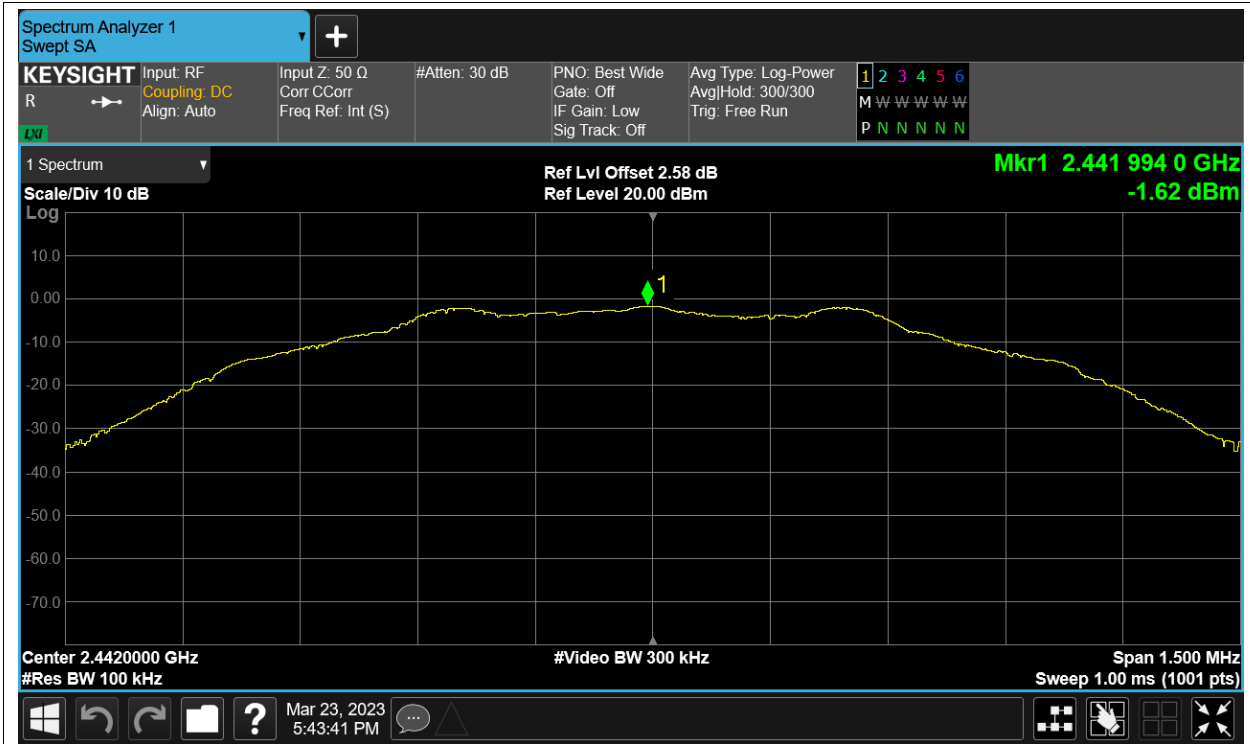 Spectrum Analyzer 1
Swept SA
+
KEYSIGHT
R
LXI
Input: RF
Coupling: DC
Align: Auto
Input Z: 50 Ω
Corr CCorr
Freq Ref: Int (S)
#Atten: 30 dB
PNO: Best Wide
Gate: Off
IF Gain: Low
Sig Track: Off
Avg Type: Log-Power
Avg|Hold: 300/300
Trig: Free Run
1 2 3 4 5 6
M W W W W W
P N N N N N
1 Spectrum
Scale/Div 10 dB
Ref Lvl Offset 2.58 dB
Ref Level 20.00 dBm
Mkr1 2.441 994 0 GHz
-1.62 dBm
Log
10.0
0.00
-10.0
-20.0
-30.0
-40.0
-50.0
-60.0
-70.0
1
Center 2.4420000 GHz
#Res BW 100 kHz
#Video BW 300 kHz
Span 1.500 MHz
Sweep 1.00 ms (1001 pts)
?
Mar 23, 2023
5:43:41 PM